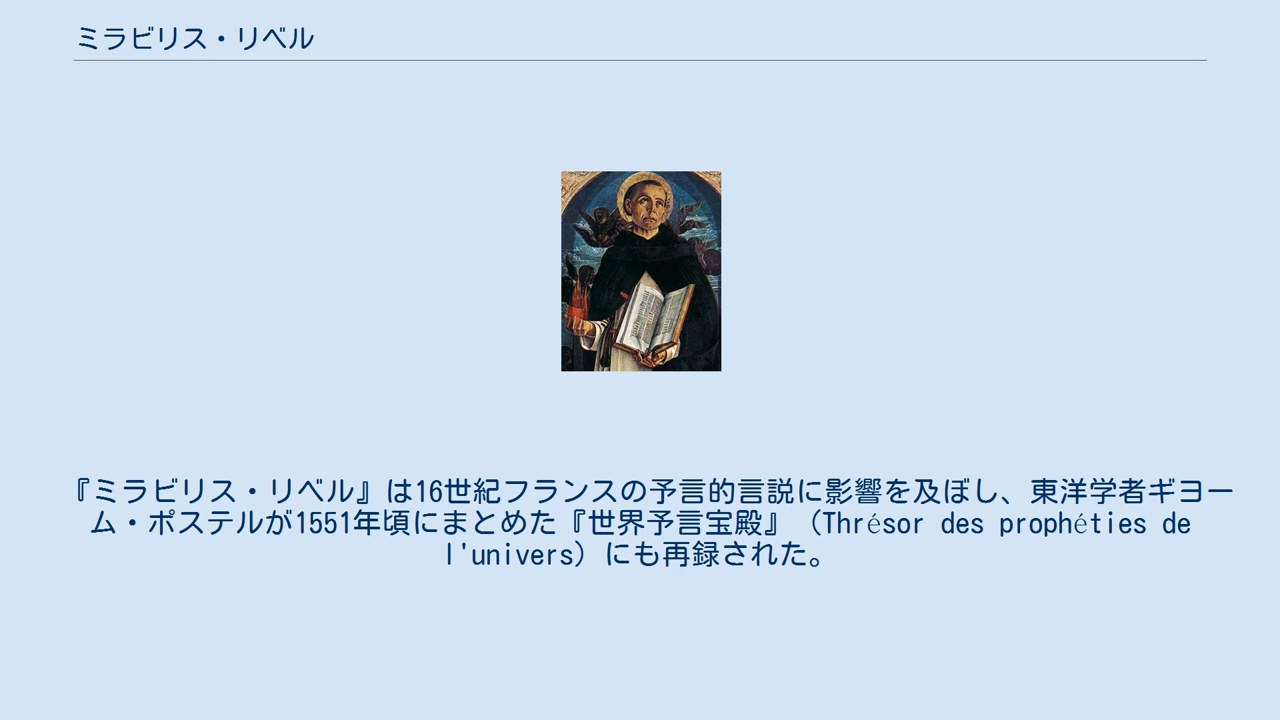 ミラビリス・リベル
『ミラビリス・リベル』は16世紀フランスの予言的言説に影響を及ぼし、東洋学者ギヨー
ム・ポステルが1551年頃にまとめた『世界予言宝殿』（Thrésor des prophéties de
l'univers）にも再録された。